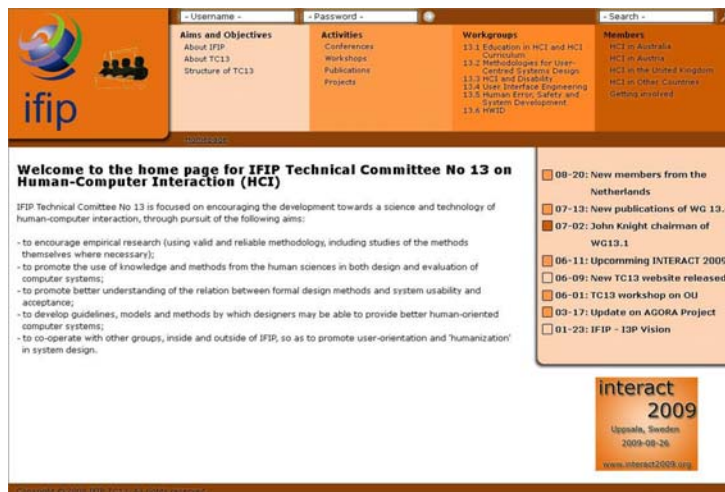 - Username -
- Password -
- Search -
ifip
Aims and Objectives
About IFIP
About TC13
Structure of TC13
Activities
Conferences
Workshops
Publications
Projects
Workgroups
13.1 Education in HCI and HCI
Curriculum
13.2 Methodologies for User-
Centred Systems Design
13.3 HCI and Disability
13.4 User Interface Engineering
13.5 Human Error, Safety and
System Development
13.6 HWID
Members
HCI in Australia
HCI in Austria
HCI in the United Kingdom
HCI in Other Countries
Getting involved
Homepage
Welcome to the home page for IFIP Technical Committee No 13 on
Human-Computer Interaction (HCI)
IFIP Technical Comittee No 13 is focused on encouraging the development towards a science and technology of
human-computer interaction, through pursuit of the following aims:
- to encourage empirical research (using valid and reliable methodology, including studies of the methods
themselves where necessary);
- to promote the use of knowledge and methods from the human sciences in both design and evaluation of
computer systems;
- to promote better understanding of the relation between formal design methods and system usability and
acceptance;
- to develop guidelines, models and methods by which designers may be able to provide better human-oriented
computer systems;
- to co-operate with other groups, inside and outside of IFIP, so as to promote user-orientation and 'humanization'
in system design.
08-20: New members from the
Netherlands
07-13: New publications of WG 13.
07-02: John Knight chairman of
WG13.1
06-11: Upcomming INTERACT 2009
06-09: New TC13 website released
06-01: TC13 workshop on OU
03-17: Update on AGORA Project
01-23: IFIP - I3P Vision
interact
2009
Uppsala, Sweden
2009-08-26
www.interact2009.org